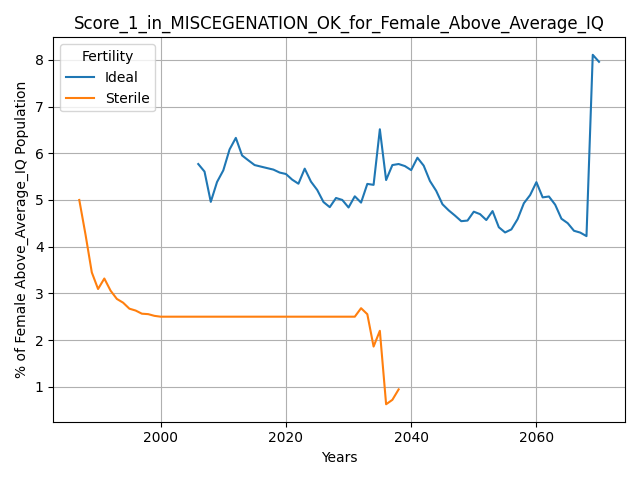 Score_1_in_MISCEGENATION_OK_for_Female_Above_Average_IQ
Fertility
Ideal
Sterile
% of Female Above_Average_IQ Population
8
7
6
5
4
3
2
1
2000 2020 2040 2060
Years